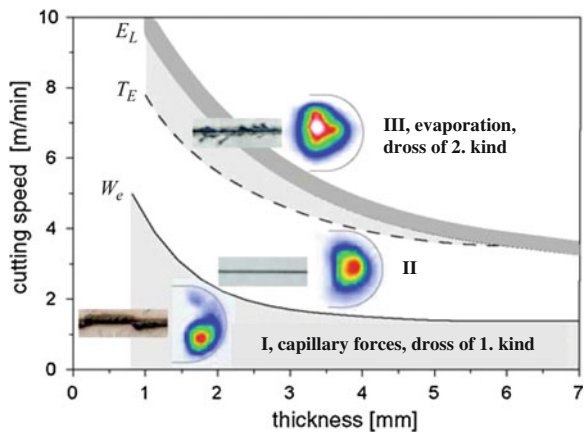 10
8
6
4
2
0
cutting speed [m/min]
E_L
T_E
W_e
III, evaporation,
dross of 2. kind
II
I, capillary forces, dross of 1. kind
0 1 2 3 4 5 6 7
thickness [mm]